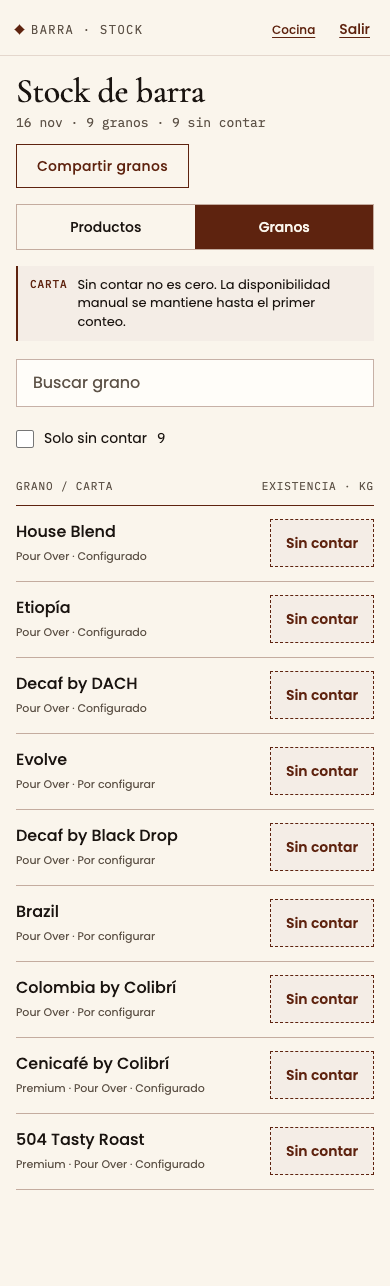 BARRA · STOCK
Cocina
Salir
Stock de barra
16 nov · 9 granos · 9 sin contar
Compartir granos
Productos
Granos
CARTA
Sin contar no es cero. La disponibilidad
manual se mantiene hasta el primer
conteo.
Buscar grano
Solo sin contar 9
GRANO / CARTA
EXISTENCIA · KG
House Blend
Pour Over · Configurado
Sin contar
Etiopía
Pour Over · Configurado
Sin contar
Decaf by DACH
Pour Over · Configurado
Sin contar
Evolve
Pour Over · Por configurar
Sin contar
Decaf by Black Drop
Pour Over · Por configurar
Sin contar
Brazil
Pour Over · Por configurar
Sin contar
Colombia by Colibrí
Pour Over · Por configurar
Sin contar
Cenicafé by Colibrí
Premium · Pour Over · Configurado
Sin contar
504 Tasty Roast
Premium · Pour Over · Configurado
Sin contar